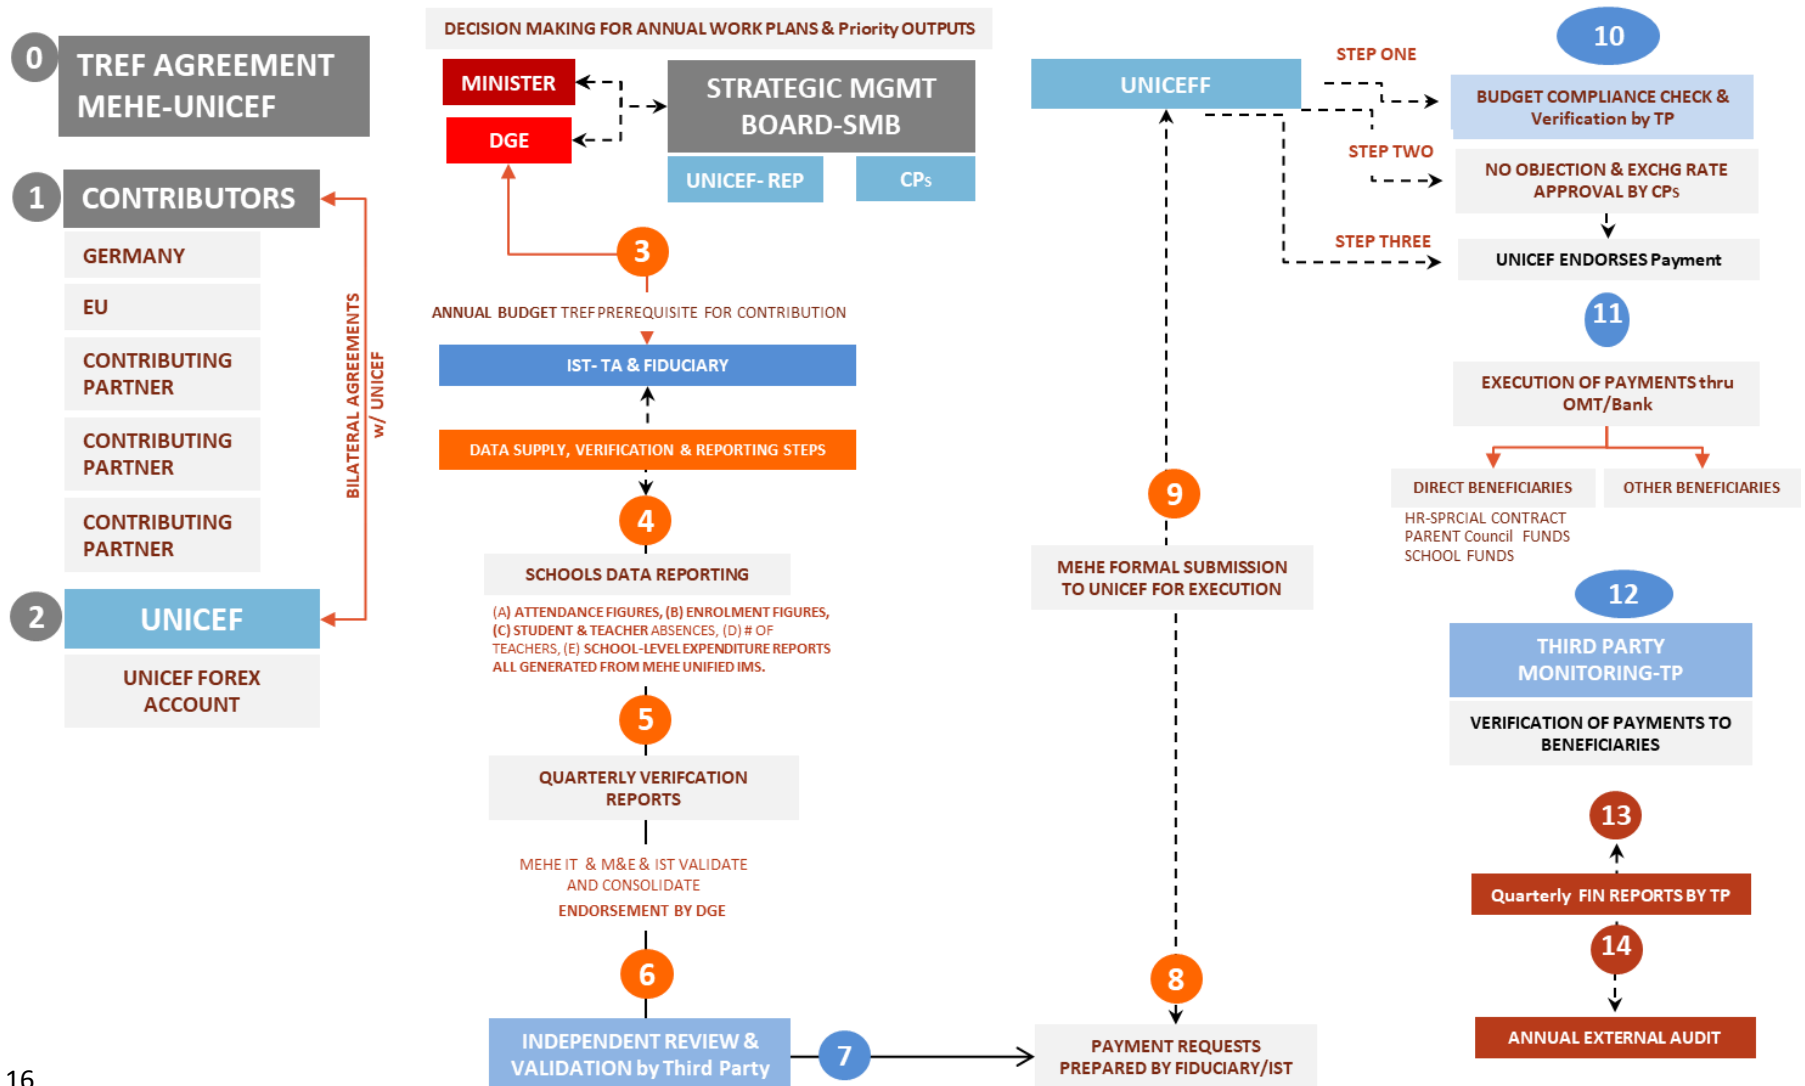 0
TREF AGREEMENT
MEHE-UNICEF
1
CONTRIBUTORS
GERMANY
EU
CONTRIBUTING
PARTNER
CONTRIBUTING
PARTNER
CONTRIBUTING
PARTNER
BILATERAL AGREEMENTS
w/ UNICEF
2
UNICEF
UNICEF FOREX
ACCOUNT
DECISION MAKING FOR ANNUAL WORK PLANS & Priority OUTPUTS
MINISTER
DGE
STRATEGIC MGMT
BOARD-SMB
UNICEF- REP
CPs
3
ANNUAL BUDGET TREF PREREQUISITE FOR CONTRIBUTION
IST- TA & FIDUCIARY
DATA SUPPLY, VERIFICATION & REPORTING STEPS
4
SCHOOLS DATA REPORTING
(A) ATTENDANCE FIGURES, (B) ENROLMENT FIGURES,
(C) STUDENT & TEACHER ABSENCES, (D) # OF
TEACHERS, (E) SCHOOL-LEVEL EXPENDITURE REPORTS
ALL GENERATED FROM MEHE UNIFIED IMS.
5
QUARTERLY VERIFCATION
REPORTS
MEHE IT & M&E & IST VALIDATE
AND CONSOLIDATE
ENDORSEMENT BY DGE
6
INDEPENDENT REVIEW &
VALIDATION by Third Party
7
8
PAYMENT REQUESTS
PREPARED BY FIDUCIARY/IST
9
MEHE FORMAL SUBMISSION
TO UNICEF FOR EXECUTION
UNICEFF
STEP ONE
STEP TWO
STEP THREE
10
BUDGET COMPLIANCE CHECK &
Verification by TP
NO OBJECTION & EXCHG RATE
APPROVAL BY CPs
UNICEF ENDORSES Payment
11
EXECUTION OF PAYMENTS thru
OMT/Bank
DIRECT BENEFICIARIES
OTHER BENEFICIARIES
HR-SPRCIAL CONTRACT
PARENT Council FUNDS
SCHOOL FUNDS
12
THIRD PARTY
MONITORING-TP
VERIFICATION OF PAYMENTS TO
BENEFICIARIES
13
Quarterly FIN REPORTS BY TP
14
ANNUAL EXTERNAL AUDIT
16